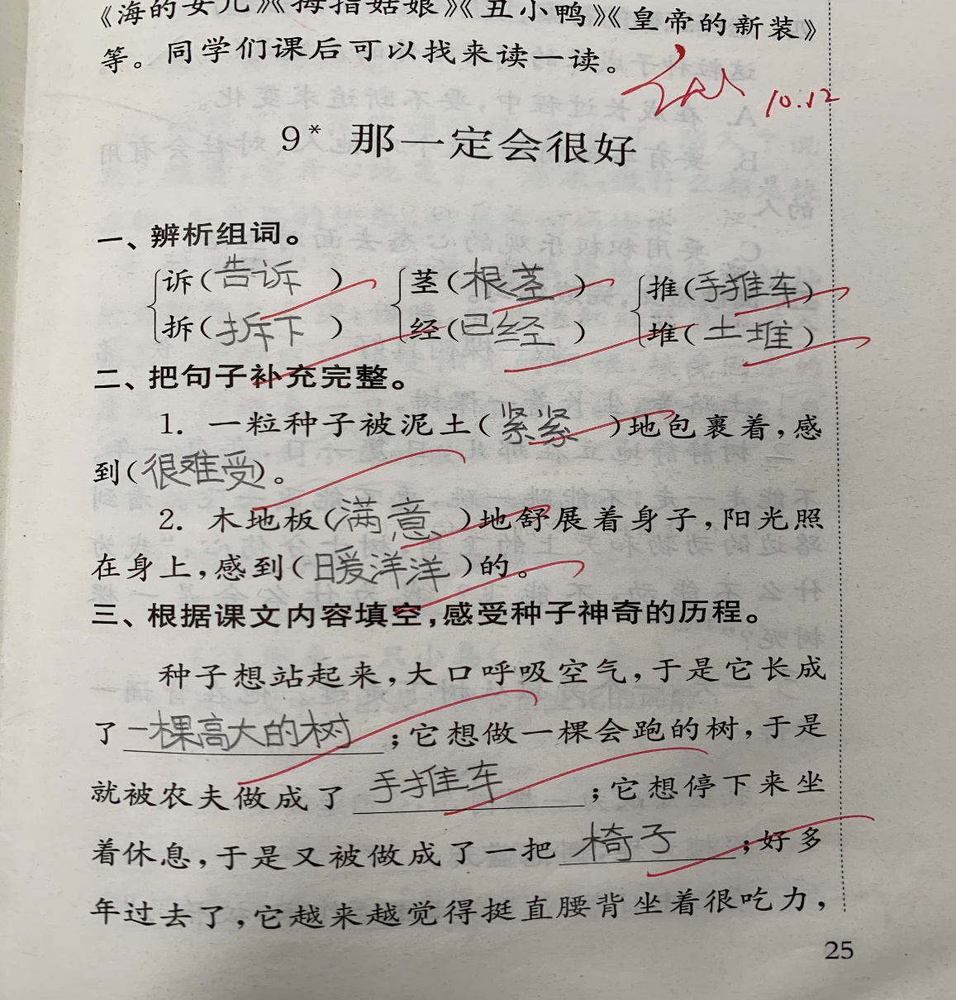 《海的女儿》《拇指姑娘》《丑小鸭》《皇帝的新装》
等。同学们课后可以找来读一读。
10.12
9* 那一定会很好
一、辨析组词。
诉(告诉) 茎(根茎) 推(手推车)
拆(拆下) 经(已经) 堆(土堆)
二、把句子补充完整。
1. 一粒种子被泥土(紧紧)地包裹着,感
到(很难受)。
2. 木地板(满意)地舒展着身子,阳光照
在身上,感到(暖洋洋)的。
三、根据课文内容填空,感受种子神奇的历程。
种子想站起来,大口呼吸空气,于是它长成
了一棵高大的树;它想做一棵会跑的树,于是
就被农夫做成了手推车;它想停下来坐
着休息,于是又被做成了一把椅子;好多
年过去了,它越来越觉得挺直腰背坐着很吃力,
25